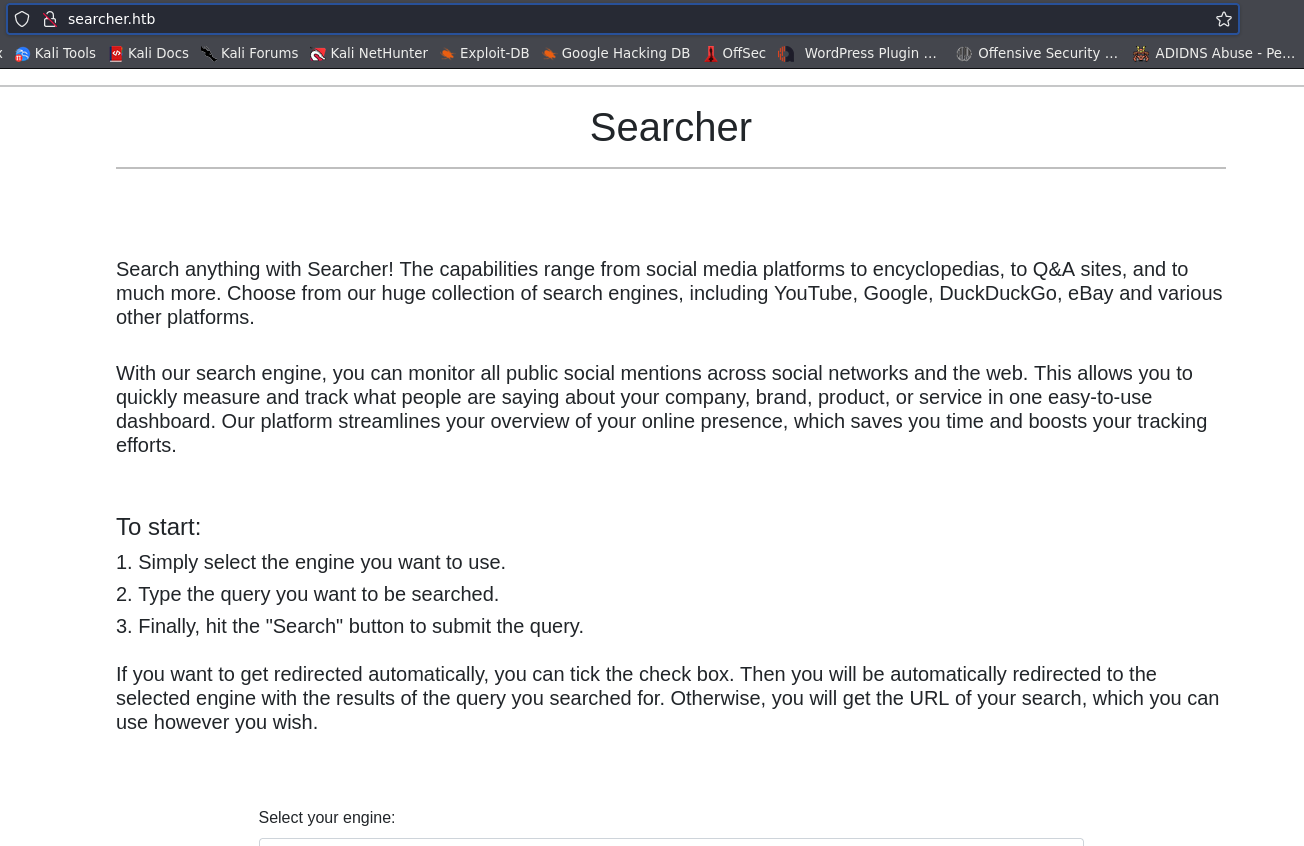 searcher.htb
Kali Tools Kali Docs Kali Forums Kali NetHunter Exploit-DB Google Hacking DB OffSec WordPress Plugin ... Offensive Security ... ADIDNS Abuse - Pe...
Searcher
Search anything with Searcher! The capabilities range from social media platforms to encyclopedias, to Q&A sites, and to
much more. Choose from our huge collection of search engines, including YouTube, Google, DuckDuckGo, eBay and various
other platforms.
With our search engine, you can monitor all public social mentions across social networks and the web. This allows you to
quickly measure and track what people are saying about your company, brand, product, or service in one easy-to-use
dashboard. Our platform streamlines your overview of your online presence, which saves you time and boosts your tracking
efforts.
To start:
1. Simply select the engine you want to use.
2. Type the query you want to be searched.
3. Finally, hit the "Search" button to submit the query.
If you want to get redirected automatically, you can tick the check box. Then you will be automatically redirected to the
selected engine with the results of the query you searched for. Otherwise, you will get the URL of your search, which you can
use however you wish.
Select your engine: